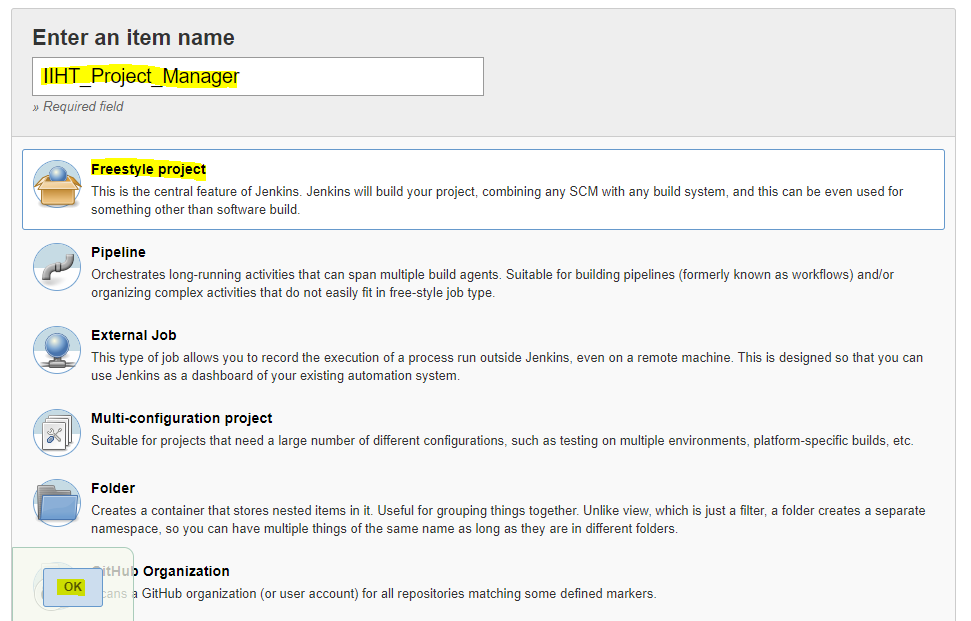 Enter an item name
IIHT_Project_Manager
» Required field
Freestyle project
This is the central feature of Jenkins. Jenkins will build your project, combining any SCM with any build system, and this can be even used for
something other than software build.
Pipeline
Orchestrates long-running activities that can span multiple build agents. Suitable for building pipelines (formerly known as workflows) and/or
organizing complex activities that do not easily fit in free-style job type.
External Job
This type of job allows you to record the execution of a process run outside Jenkins, even on a remote machine. This is designed so that you can
use Jenkins as a dashboard of your existing automation system.
Multi-configuration project
Suitable for projects that need a large number of different configurations, such as testing on multiple environments, platform-specific builds, etc.
Folder
Creates a container that stores nested items in it. Useful for grouping things together. Unlike view, which is just a filter, a folder creates a separate
namespace, so you can have multiple things of the same name as long as they are in different folders.
GitHub Organization
Scans a GitHub organization (or user account) for all repositories matching some defined markers.
OK